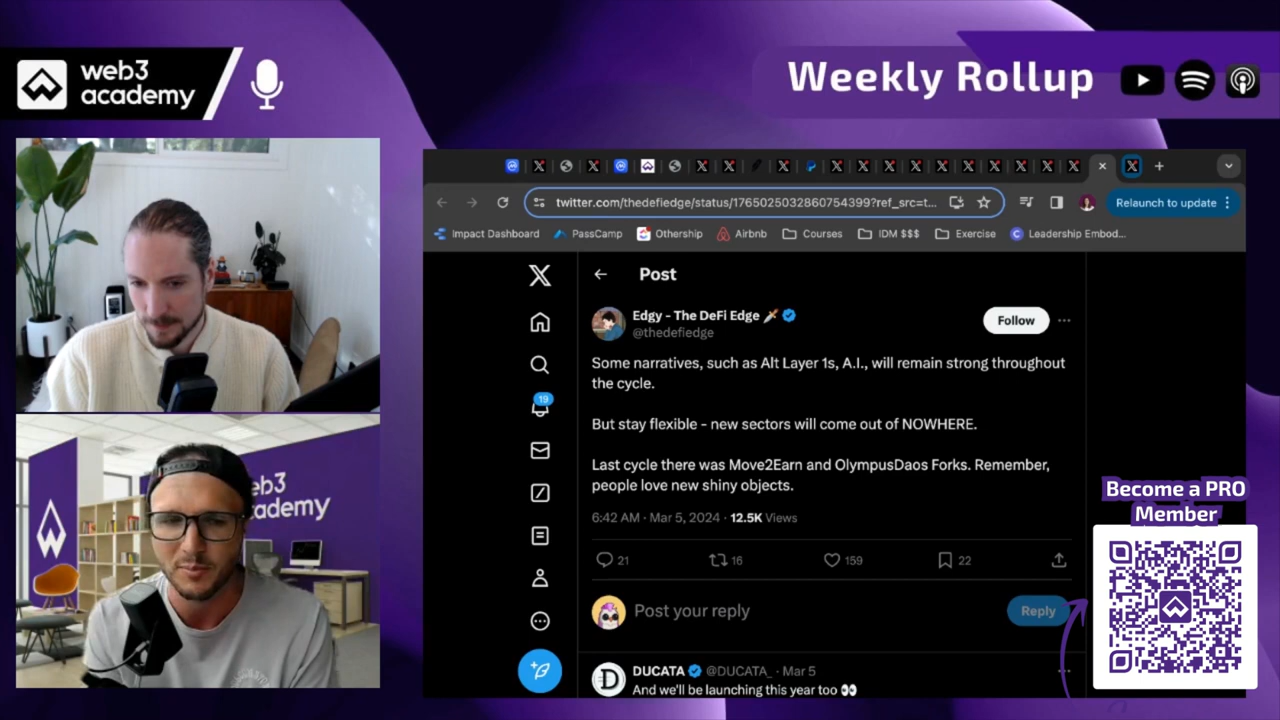 web3
academy
Weekly Rollup
twitter.com/thedefiedge/status/1765025032860754399?ref_src=t...
Relaunch to update
Impact Dashboard
PassCamp
Othership
Airbnb
Courses
IDM $$$
Exercise
Leadership Embod...
Post
Edgy - The DeFi Edge
@thedefiedge
Follow
Some narratives, such as Alt Layer 1s, A.I., will remain strong throughout
the cycle.
But stay flexible - new sectors will come out of NOWHERE.
Last cycle there was Move2Earn and OlympusDaos Forks. Remember,
people love new shiny objects.
6:42 AM · Mar 5, 2024 · 12.5K Views
19
21
16
159
22
Post your reply
Reply
DUCATA @DUCATA_ · Mar 5
And we'll be launching this year too 👀
eb3
academy
Become a PRO
Member